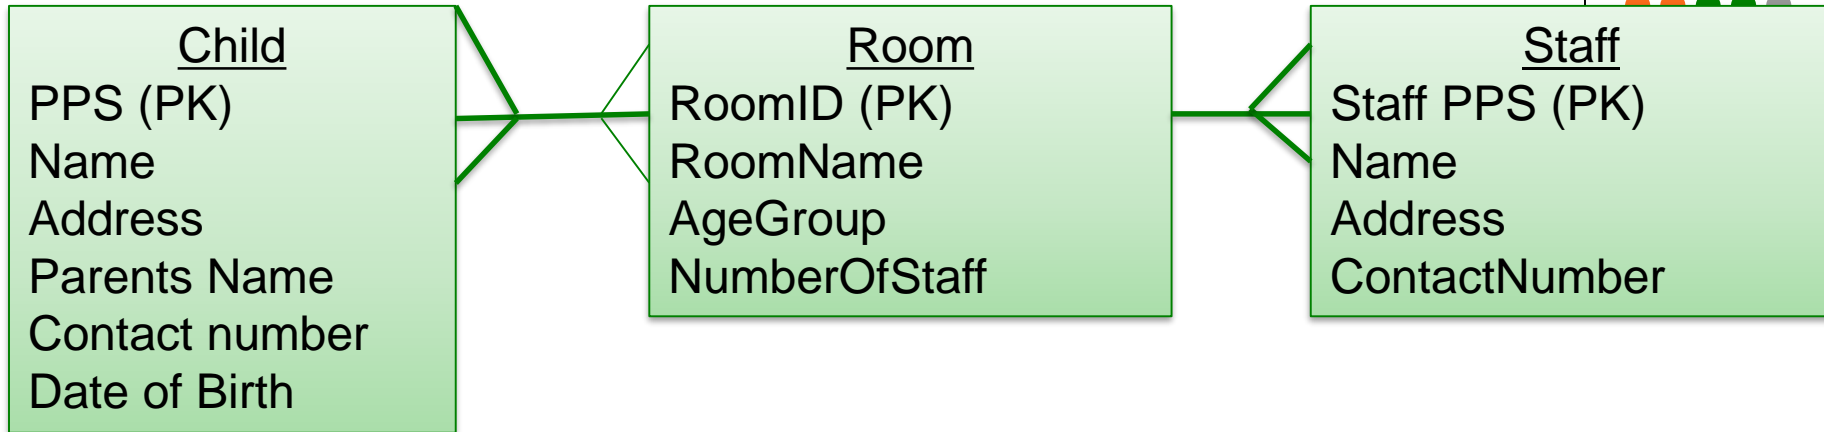 Child
PPS (PK)
Name
Address
Parents Name
Contact number
Date of Birth
Room
RoomID (PK)
RoomName
AgeGroup
NumberOfStaff
Staff
Staff PPS (PK)
Name
Address
ContactNumber